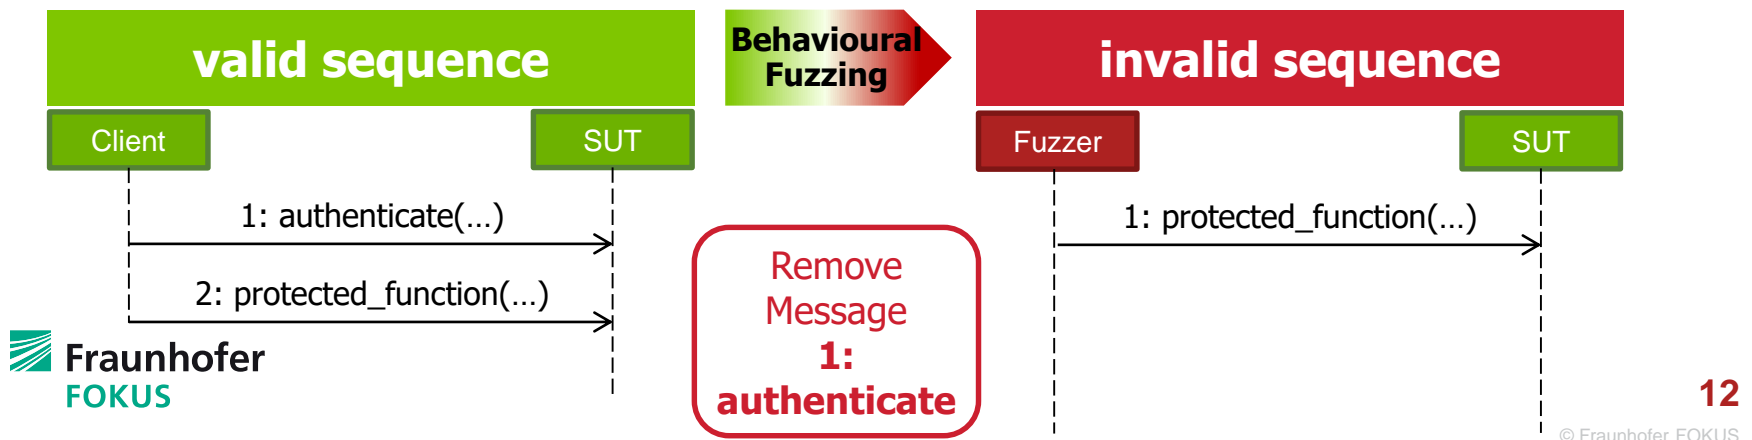 valid sequence
Behavioural
Fuzzing
invalid sequence
Client
SUT
Fuzzer
SUT
1: authenticate(...)
2: protected_function(...)
Remove
Message
1:
authenticate
1: protected_function(...)
Fraunhofer
FOKUS
12
© Fraunhofer FOKUS